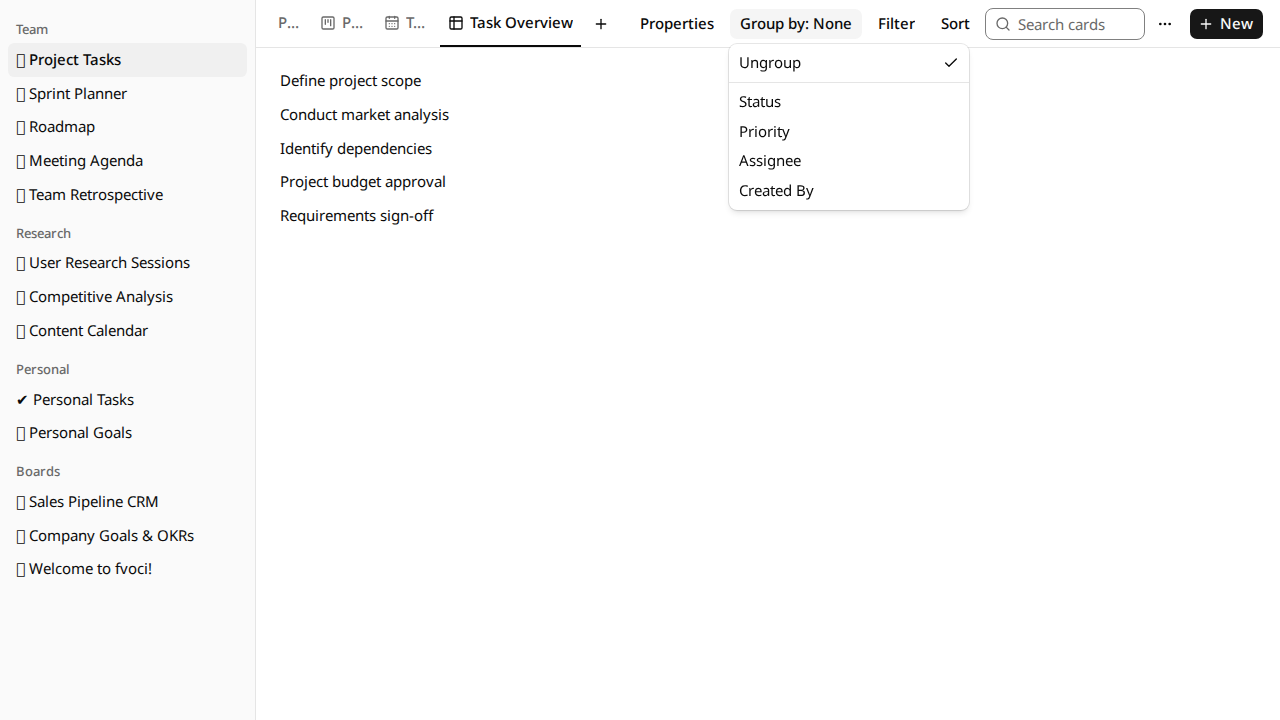 Team
Project Tasks
Sprint Planner
Roadmap
Meeting Agenda
Team Retrospective
Research
User Research Sessions
Competitive Analysis
Content Calendar
Personal
✔ Personal Tasks
Personal Goals
Boards
Sales Pipeline CRM
Company Goals & OKRs
Welcome to fvoci!
P... P... T... Task Overview Properties Group by: None Filter Sort Search cards ... New
Define project scope
Conduct market analysis
Identify dependencies
Project budget approval
Requirements sign-off
Ungroup
Status
Priority
Assignee
Created By